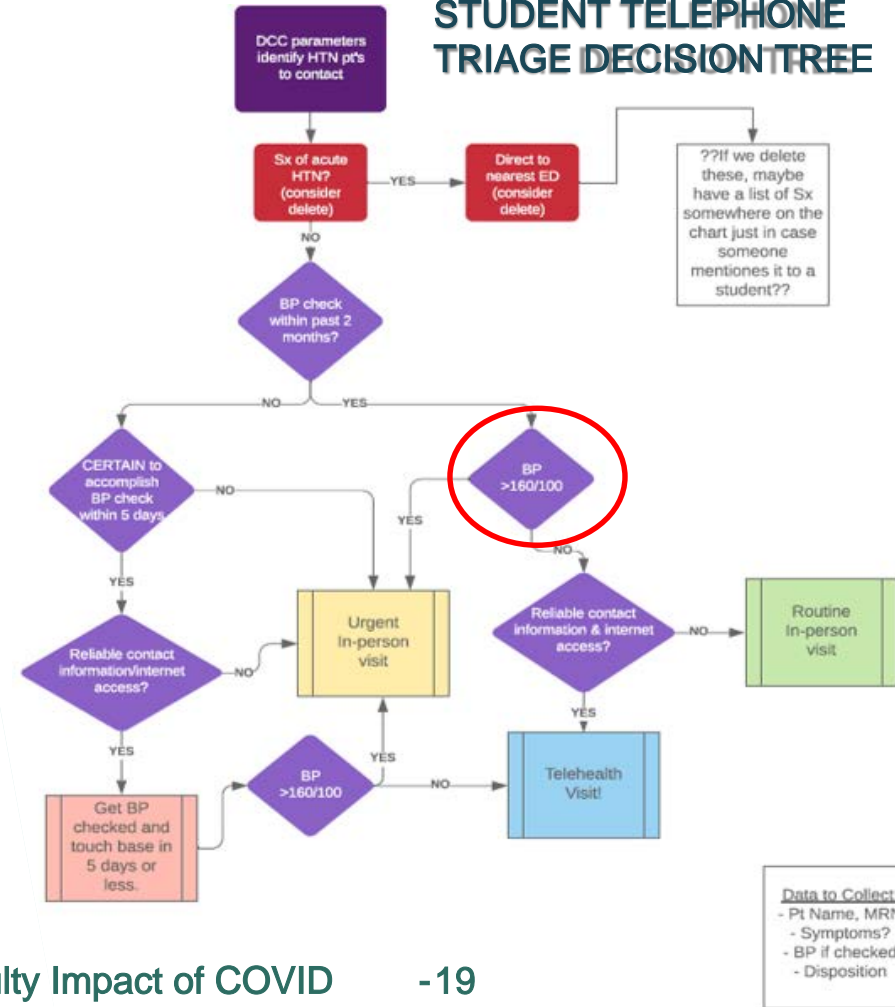 STUDENT TELEPHONE
TRIAGE DECISION TREE
DCC parameters
identify HTN pt's
to contact
Sx of acute
HTN?
(consider
delete)
YES
Direct to
nearest ED
(consider
delete)
??If we delete
these, maybe
have a list of Sx
somewhere on the
chart just in case
someone
mentiones it to a
student??
NO
BP check
within past 2
months?
NO
YES
CERTAIN to
accomplish
BP check
within 5 days
NO
BP
>160/100
YES
NO
YES
Reliable contact
information/internet
access?
NO
Urgent
In-person
visit
Reliable contact
information & internet
access?
NO
Routine
In-person
visit
YES
YES
Get BP
checked and
touch base in
5 days or
less.
BP
>160/100
YES
NO
Telehealth
Visit!
Data to Collect
- Pt Name, MRN
- Symptoms?
- BP if checked
- Disposition
Impact of COVID -19